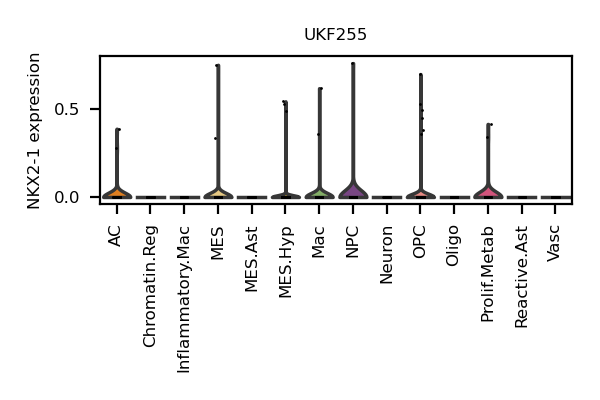 UKF255
NKX2-1 expression
0.5
0.0
AC
Chromatin.Reg
Inflammatory.Mac
MES
MES.Ast
MES.Hyp
Mac
NPC
Neuron
OPC
Oligo
Prolif.Metab
Reactive.Ast
Vasc